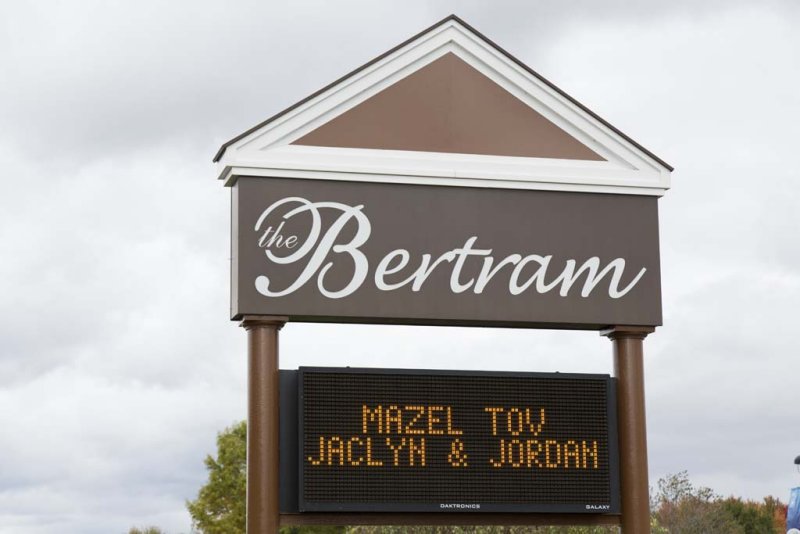 the Bertram
MAZEL TOV
JACLYN & JORDAN
DAKTRONICS GALAXY